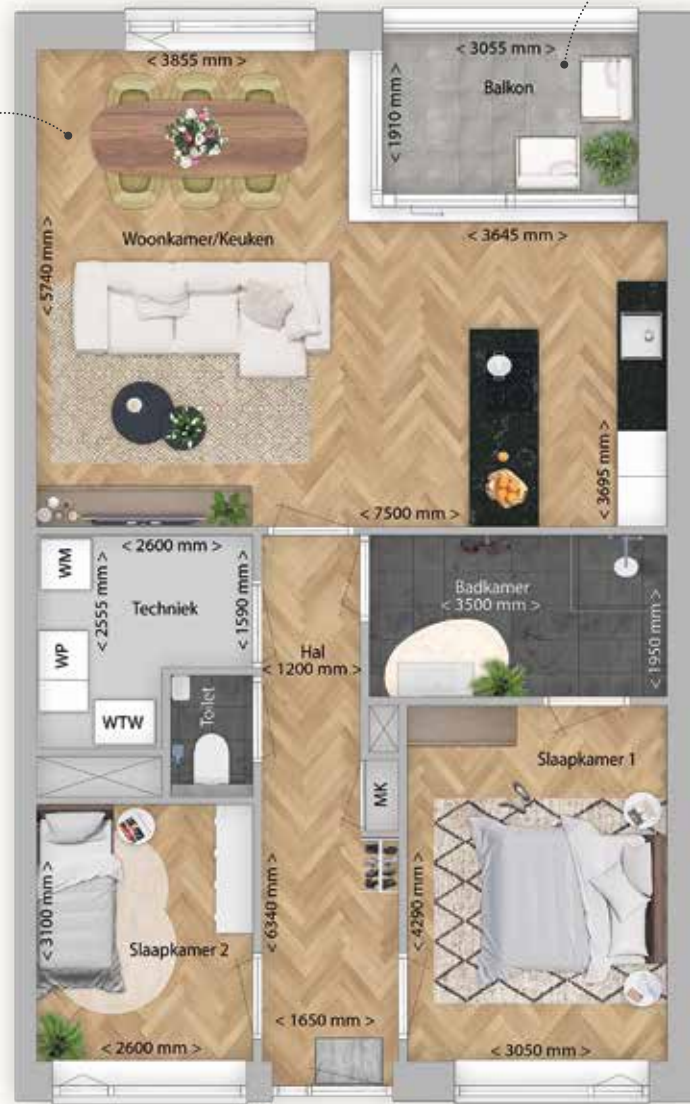 < 3855 mm >
< 3055 mm >
Balkon
< 1910 mm >
Woonkamer/Keuken
< 3645 mm >
< 5740 mm >
< 3695 mm >
< 7500 mm >
WM
< 2600 mm >
< 2555 mm >
Techniek
< 1590 mm >
WP
WTW
Toilet
Hal
< 1200 mm >
Badkamer
< 3500 mm >
< 1950 mm >
MK
Slaapkamer 1
< 4290 mm >
< 3050 mm >
< 3100 mm >
Slaapkamer 2
< 2600 mm >
< 6340 mm >
< 1650 mm >